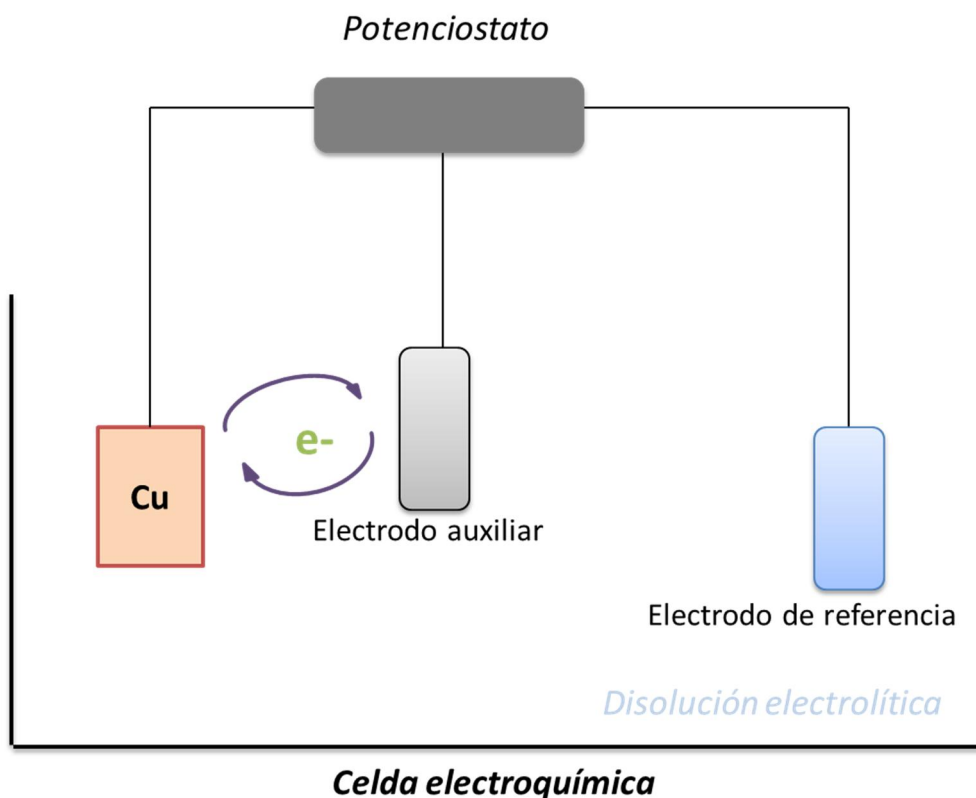 Potenciostato
e-
Cu
Electrodo auxiliar
Electrodo de referencia
Disolución electrolítica
Celda electroquímica